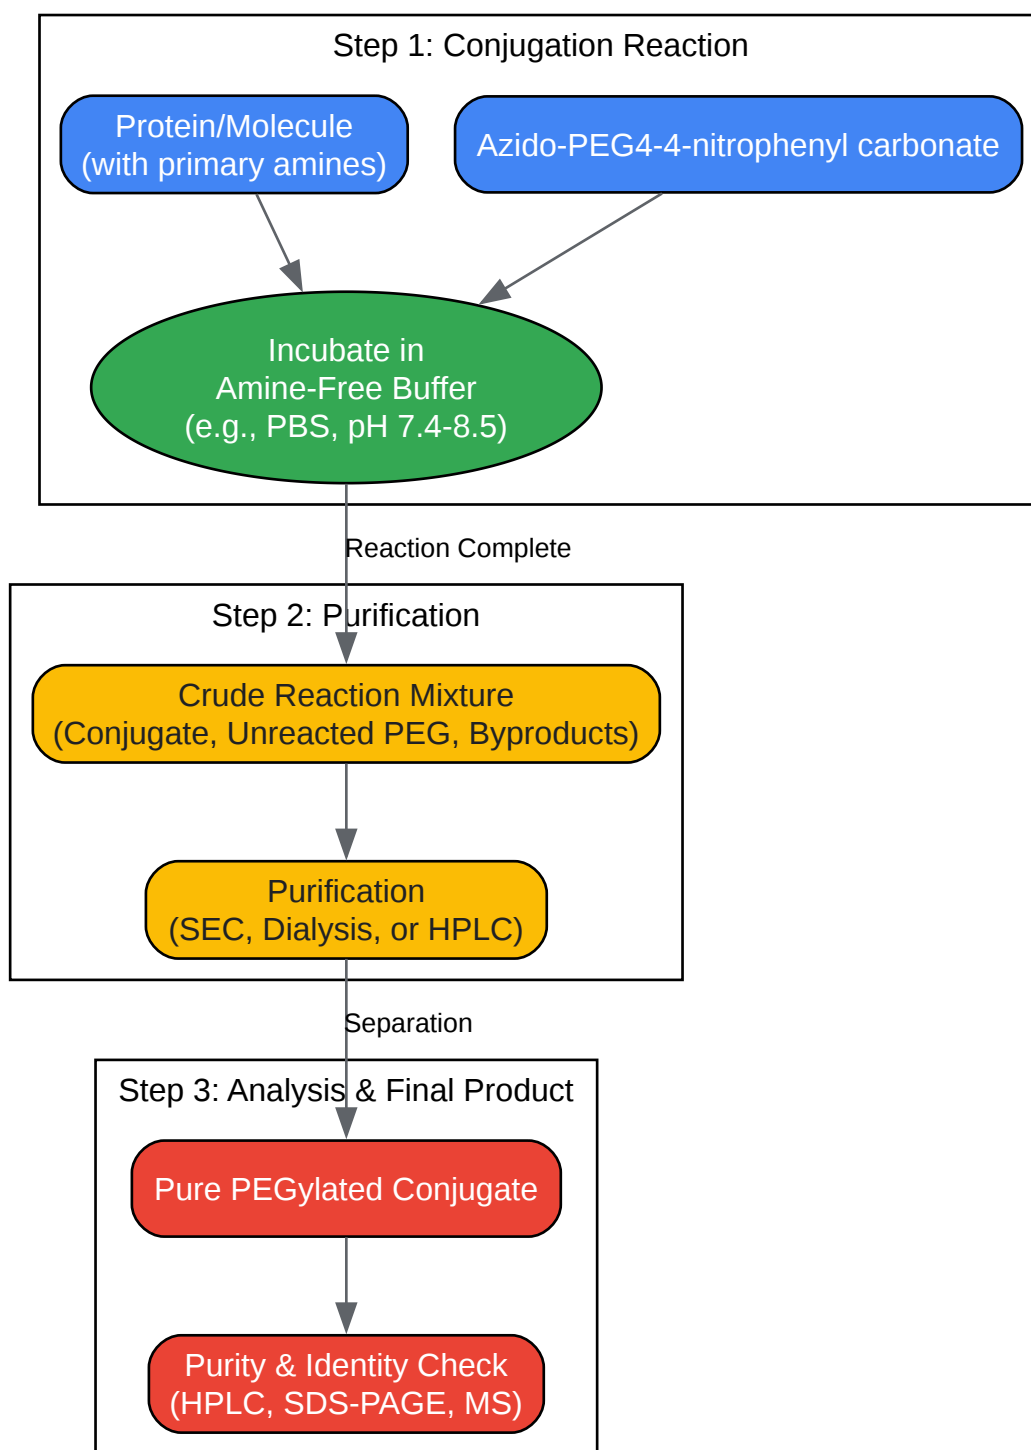 Step 1: Conjugation Reaction
Protein/Molecule
(with primary amines)
Azido-PEG4-4-nitrophenyl carbonate
Incubate in
Amine-Free Buffer
(e.g., PBS, pH 7.4-8.5)
Reaction Complete
Step 2: Purification
Crude Reaction Mixture
(Conjugate, Unreacted PEG, Byproducts)
Purification
(SEC, Dialysis, or HPLC)
Separation
Step 3: Analysis & Final Product
Pure PEGylated Conjugate
Purity & Identity Check
(HPLC, SDS-PAGE, MS)